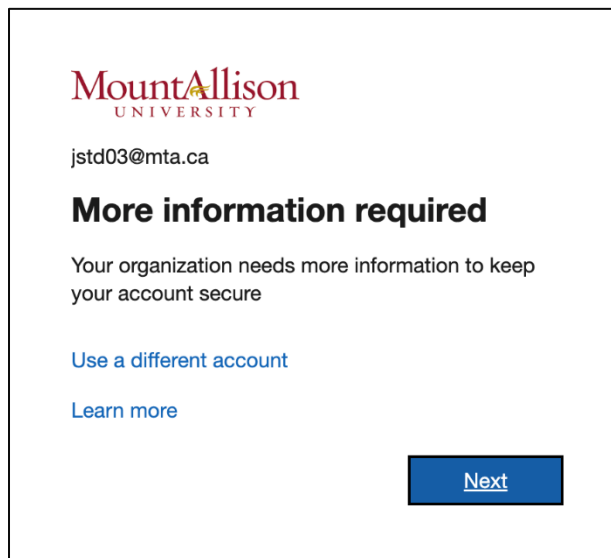 MountAllison
UNIVERSITY
jstd03@mta.ca
More information required
Your organization needs more information to keep
your account secure
Use a different account
Learn more
Next